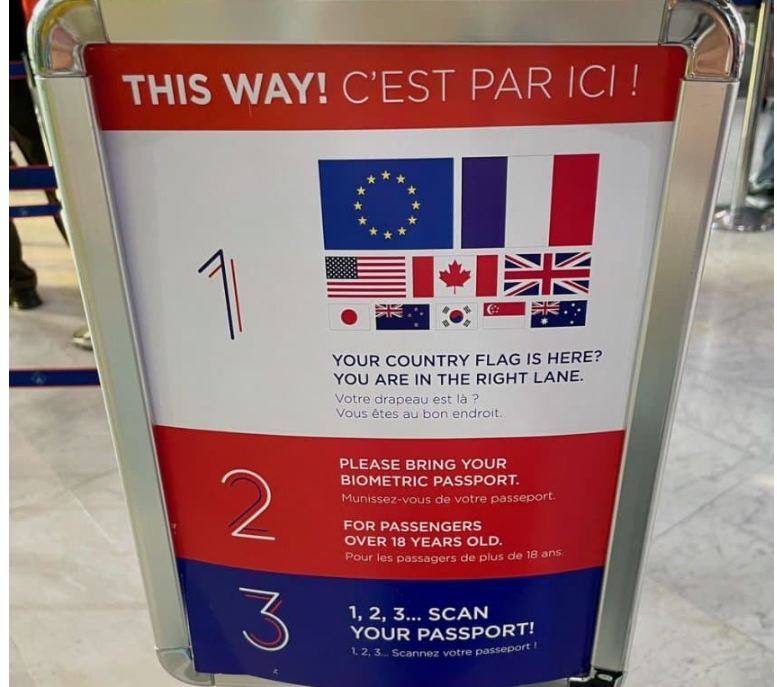 THIS WAY! C'EST PAR ICI !
1
YOUR COUNTRY FLAG IS HERE?
YOU ARE IN THE RIGHT LANE.
Votre drapeau est là ?
Vous êtes au bon endroit.
2
PLEASE BRING YOUR
BIOMETRIC PASSPORT.
Munissez-vous de votre passeport.
FOR PASSENGERS
OVER 18 YEARS OLD.
Pour les passagers de plus de 18 ans.
3
1, 2, 3... SCAN
YOUR PASSPORT!
1, 2, 3... Scannez votre passeport !